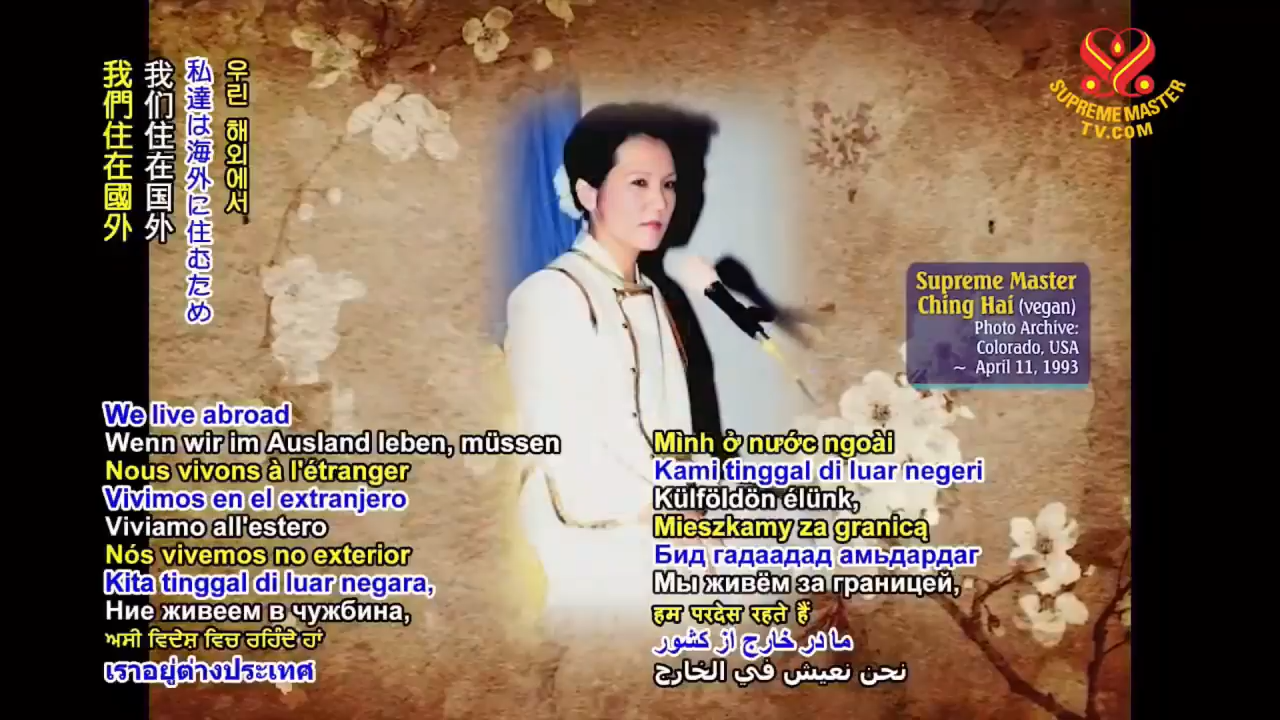 我們住在國外
我们住在国外
私達は海外に住むため
우린 해외에서
SUPREME MASTER
TV.COM
Supreme Master
Ching Hai (vegan)
Photo Archive:
Colorado, USA
~ April 11, 1993
We live abroad
Wenn wir im Ausland leben, müssen
Nous vivons à l'étranger
Vivimos en el extranjero
Viviamo all'estero
Nós vivemos no exterior
Kita tinggal di luar negara,
Ние живеем в чужбина,
ਅਸੀ ਵਿਦੇਸ਼ ਵਿਚ ਰਹਿੰਦੇ ਹਾਂ
เราอยู่ต่างประเทศ
Mình ở nước ngoài
Kami tinggal di luar negeri
Külföldön élünk,
Mieszkamy za granicą
Бид гадаадад амьдардаг
Мы живём за границей,
हम परदेस रहते हैं
ما در خارج از کشور
نحن نعيش في الخارج